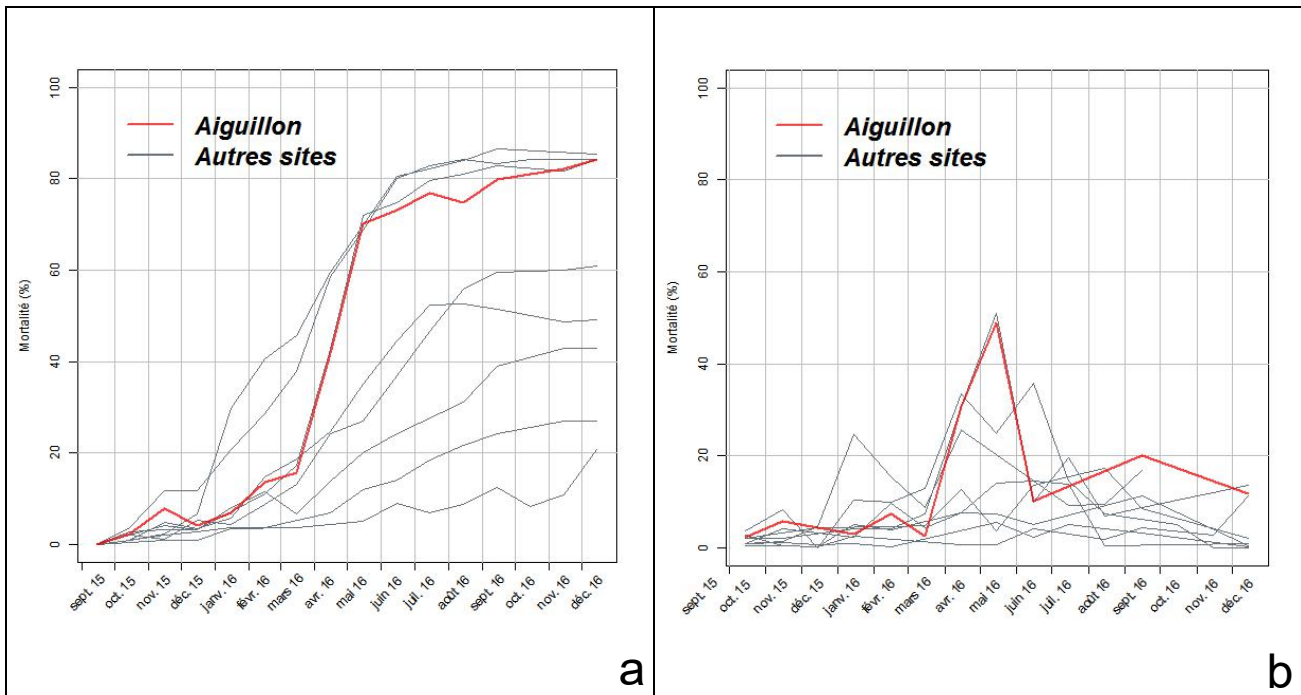 Aiguillon
Autres sites
Mortalité (%)
0
20
40
60
80
100
sept. 15
oct. 15
nov. 15
déc. 15
janv. 16
févr. 16
mars 16
avr. 16
mai 16
juin 16
juil. 16
août 16
sept. 16
oct. 16
nov. 16
déc. 16
a
Aiguillon
Autres sites
Mortalité (%)
0
20
40
60
80
100
sept. 15
oct. 15
nov. 15
déc. 15
janv. 16
févr. 16
mars 16
avr. 16
mai 16
juin 16
juil. 16
août 16
sept. 16
oct. 16
nov. 16
déc. 16
b